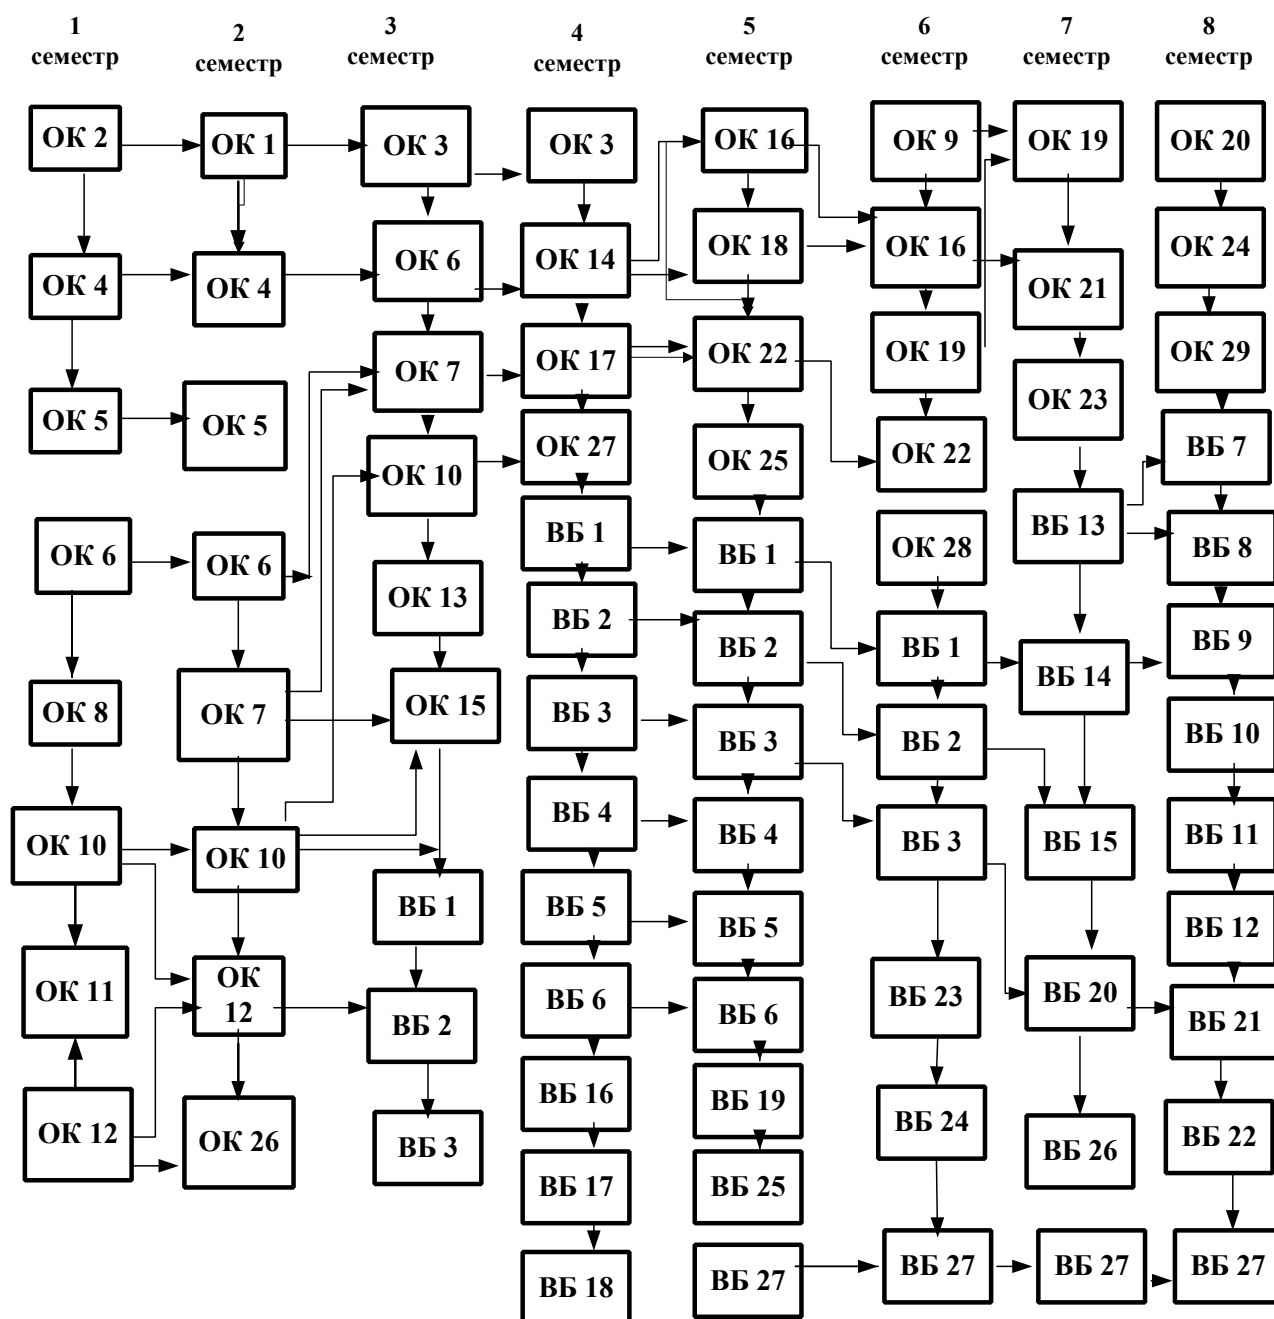 1
семестр
2
семестр
3
семестр
4
семестр
5
семестр
6
семестр
7
семестр
8
семестр
ОК 2
ОК 4
ОК 5
ОК 6
ОК 8
ОК 10
ОК 11
ОК 12
ОК 1
ОК 4
ОК 5
ОК 6
ОК 7
ОК 10
ОК
12
ОК 26
ОК 3
ОК 6
ОК 7
ОК 10
ОК 13
ОК 15
ВБ 1
ВБ 2
ВБ 3
ОК 3
ОК 14
ОК 17
ОК 27
ВБ 1
ВБ 2
ВБ 3
ВБ 4
ВБ 5
ВБ 6
ВБ 16
ВБ 17
ВБ 18
ОК 16
ОК 18
ОК 22
ОК 25
ВБ 1
ВБ 2
ВБ 3
ВБ 4
ВБ 5
ВБ 6
ВБ 19
ВБ 25
ВБ 27
ОК 9
ОК 16
ОК 19
ОК 22
ОК 28
ВБ 1
ВБ 2
ВБ 3
ВБ 23
ВБ 24
ВБ 27
ОК 19
ОК 21
ОК 23
ВБ 13
ВБ 14
ВБ 15
ВБ 20
ВБ 26
ВБ 27
ОК 20
ОК 24
ОК 29
ВБ 7
ВБ 8
ВБ 9
ВБ 10
ВБ 11
ВБ 12
ВБ 21
ВБ 22
ВБ 27